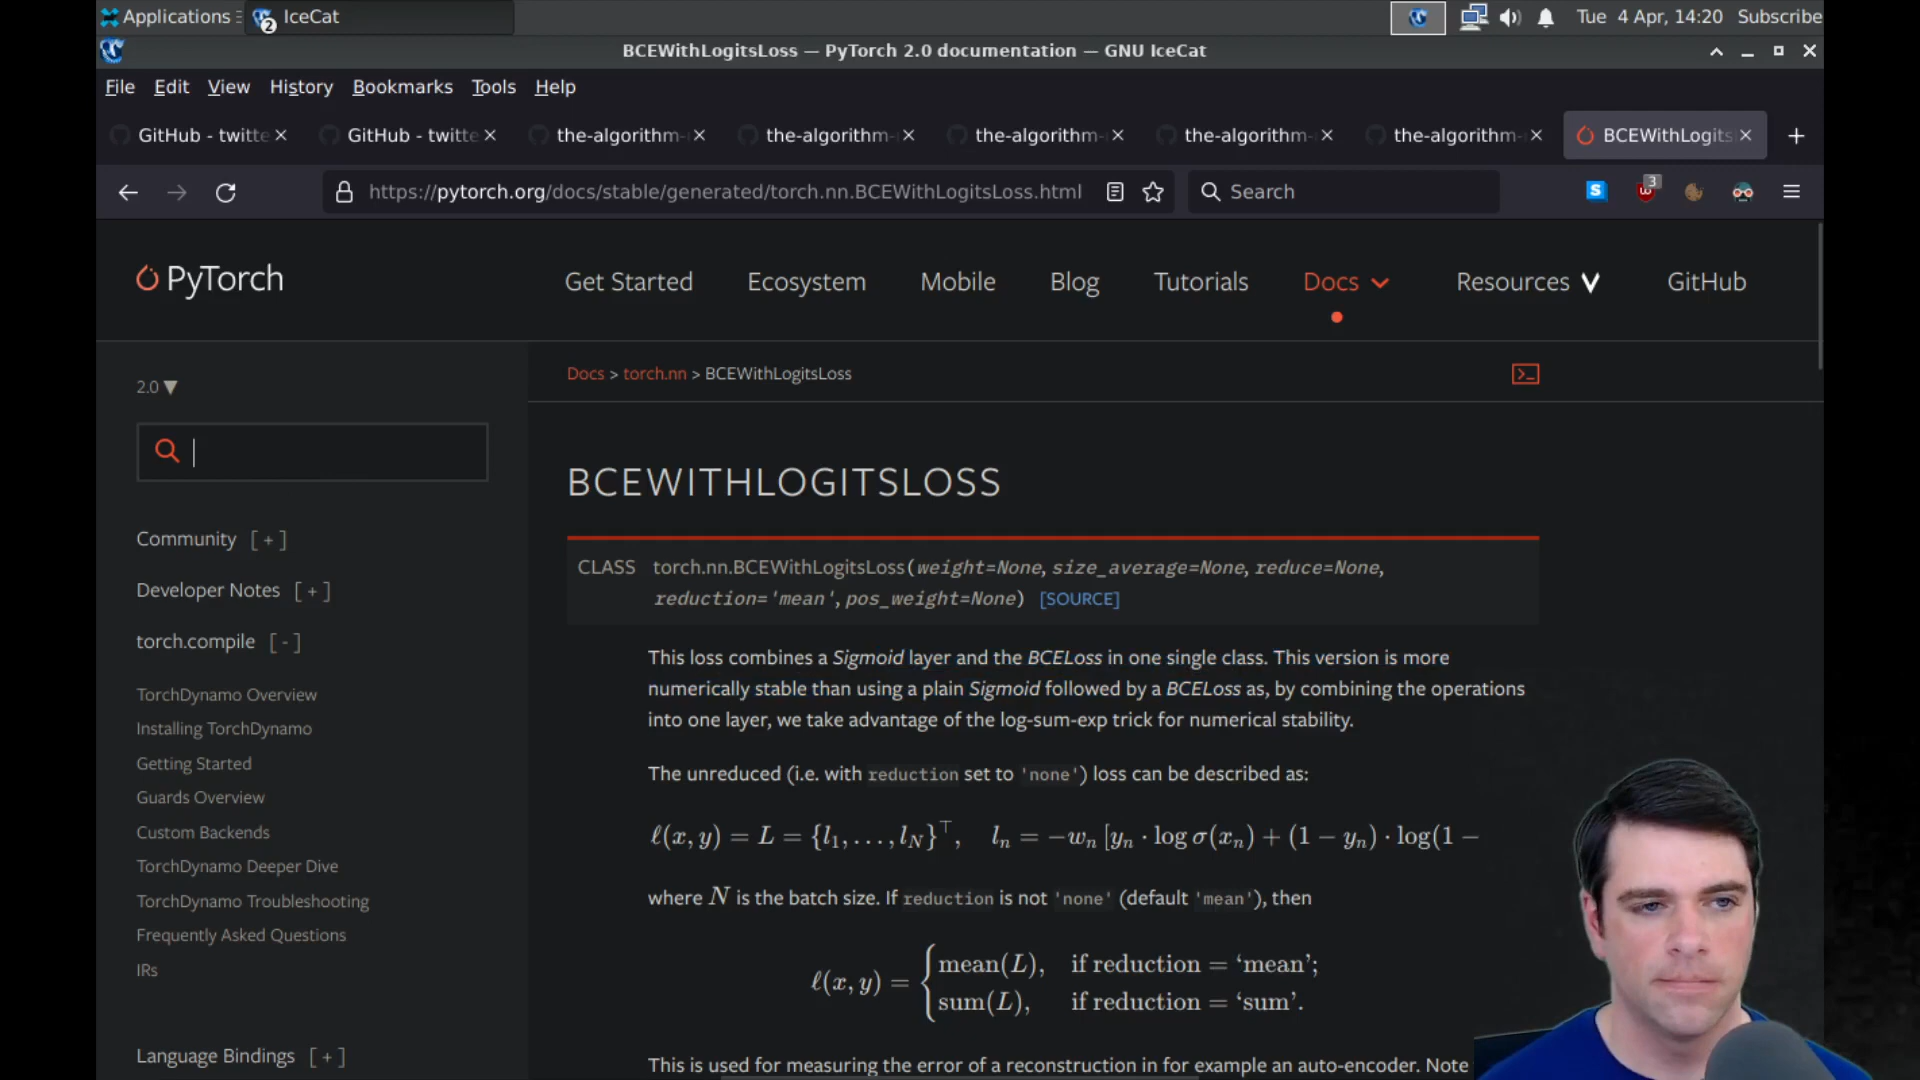 Applications
2
IceCat
Tue 4 Apr, 14:20
Subscribe
BCEWithLogitsLoss — PyTorch 2.0 documentation — GNU IceCat
File Edit View History Bookmarks Tools Help
GitHub - twitte
GitHub - twitte
the-algorithm-
the-algorithm-
the-algorithm-
the-algorithm-
the-algorithm-
BCEWithLogits
https://pytorch.org/docs/stable/generated/torch.nn.BCEWithLogitsLoss.html
Search
S
3
PyTorch
Get Started
Ecosystem
Mobile
Blog
Tutorials
Docs
Resources
GitHub
2.0 ▼
Community [ + ]
Developer Notes [ + ]
torch.compile [ - ]
TorchDynamo Overview
Installing TorchDynamo
Getting Started
Guards Overview
Custom Backends
TorchDynamo Deeper Dive
TorchDynamo Troubleshooting
Frequently Asked Questions
IRs
Language Bindings [ + ]
Docs > torch.nn > BCEWithLogitsLoss
BCEWITHLOGITSLOSS
CLASS torch.nn.BCEWithLogitsLoss(weight=None, size_average=None, reduce=None,
reduction='mean', pos_weight=None) [SOURCE]
This loss combines a Sigmoid layer and the BCELoss in one single class. This version is more
numerically stable than using a plain Sigmoid followed by a BCELoss as, by combining the operations
into one layer, we take advantage of the log-sum-exp trick for numerical stability.
The unreduced (i.e. with reduction set to 'none') loss can be described as:
ℓ(x, y) = L = {l₁, …, l_N}^⊤, l_n = −w_n [y_n · log σ(x_n) + (1 − y_n) · log(1 −
where N is the batch size. If reduction is not 'none' (default 'mean'), then
ℓ(x, y) = { mean(L), if reduction = ‘mean’;
sum(L), if reduction = ‘sum’.
This is used for measuring the error of a reconstruction in for example an auto-encoder. Note